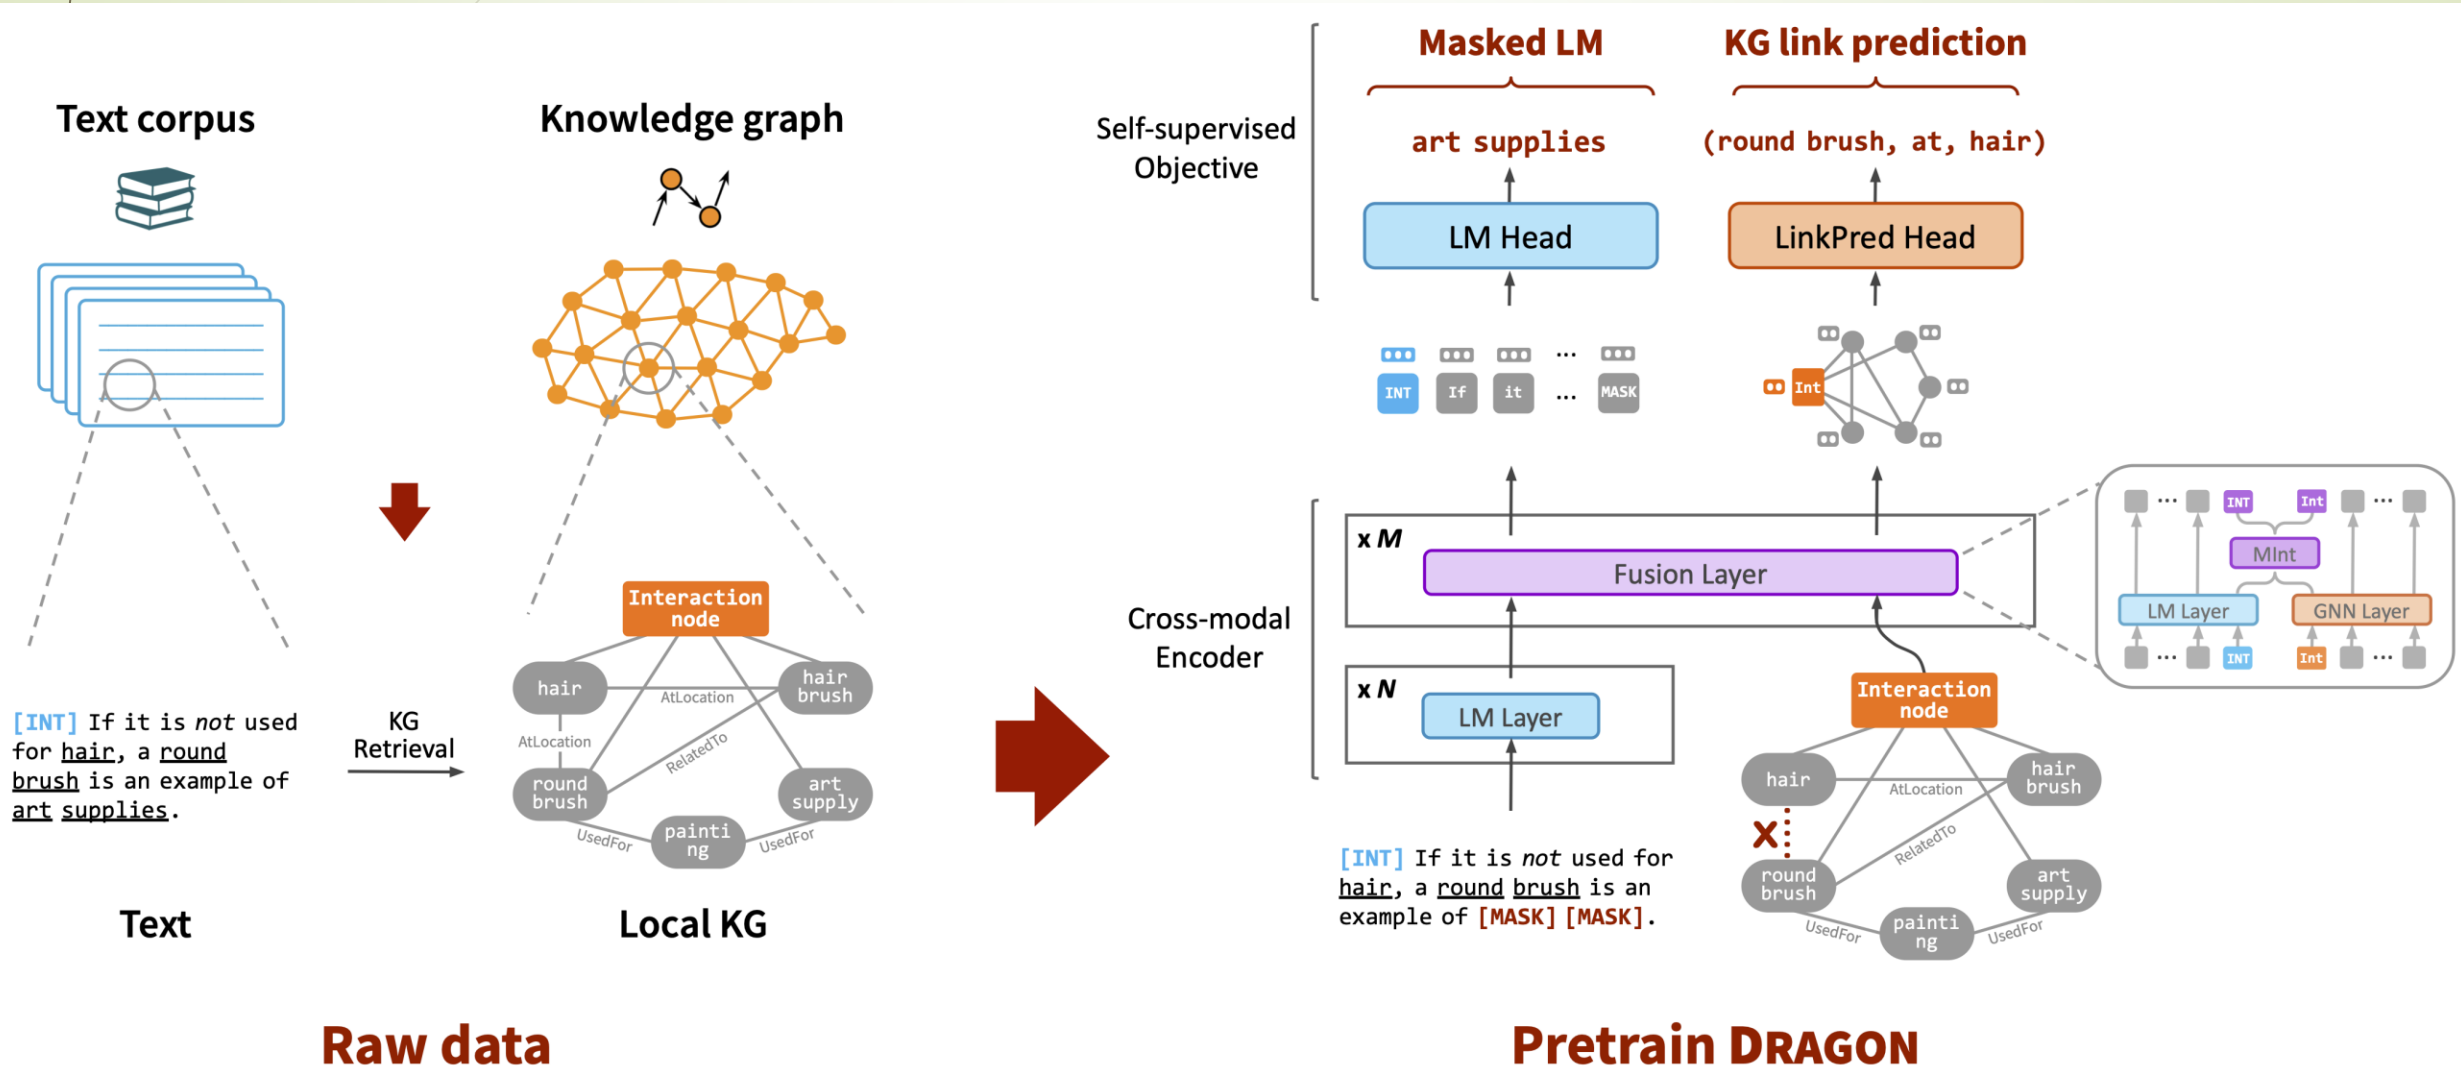 Text corpus
Knowledge graph
[INT] If it is not used
for hair, a round
brush is an example of
art supplies.
Text
KG
Retrieval
Interaction
node
hair
hair
brush
AtLocation
AtLocation
RelatedTo
round
brush
art
supply
painti
ng
UsedFor
UsedFor
Local KG
Raw data
Masked LM
KG link prediction
Self-supervised
Objective
art supplies
(round brush, at, hair)
LM Head
LinkPred Head
INT
If
it
...
...
MASK
Int
Cross-modal
Encoder
x M
Fusion Layer
x N
LM Layer
[INT] If it is not used for
hair, a round brush is an
example of [MASK] [MASK].
Interaction
node
hair
hair
brush
AtLocation
X
RelatedTo
round
brush
art
supply
painti
ng
UsedFor
UsedFor
...
INT
Int
...
MInt
LM Layer
GNN Layer
...
INT
Int
...
Pretrain DRAGON